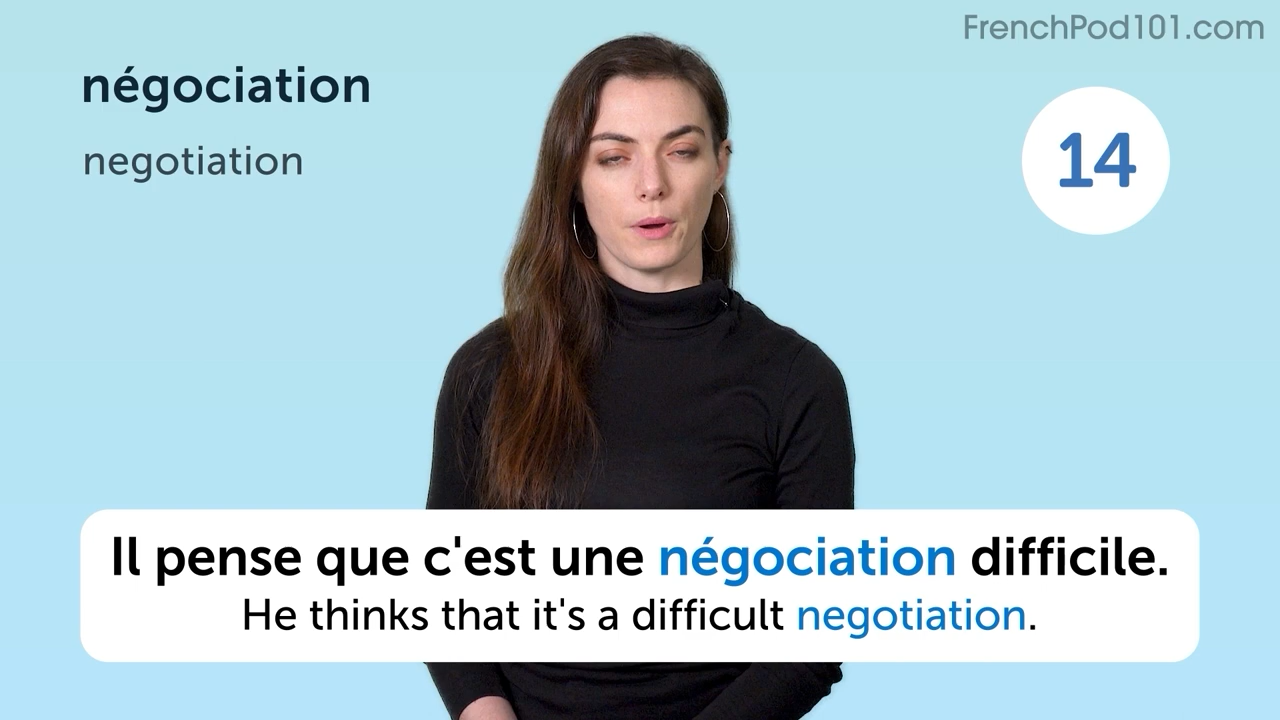 FrenchPod101.com
négociation
negotiation
14
Il pense que c'est une négociation difficile.
He thinks that it's a difficult negotiation.